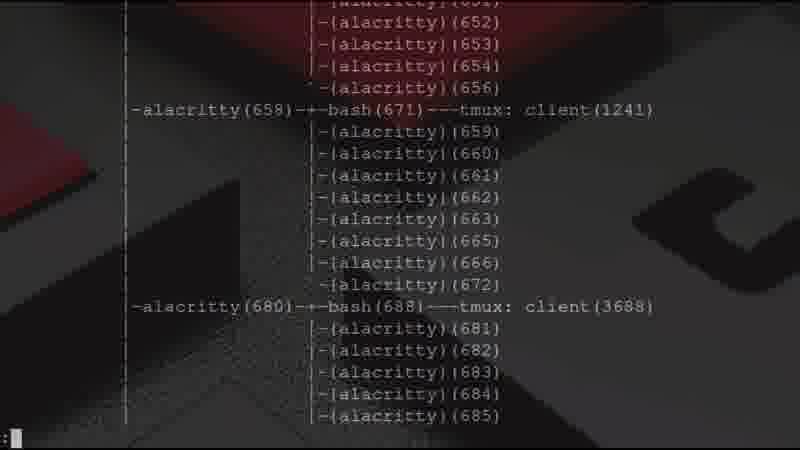 |-{alacritty}(652)
|-{alacritty}(653)
|-{alacritty}(654)
`-{alacritty}(656)
|-alacritty(658)-+-bash(671)---tmux: client(1241)
|-{alacritty}(659)
|-{alacritty}(660)
|-{alacritty}(661)
|-{alacritty}(662)
|-{alacritty}(663)
|-{alacritty}(665)
|-{alacritty}(666)
`-{alacritty}(672)
|-alacritty(680)-+-bash(688)---tmux: client(3688)
|-{alacritty}(681)
|-{alacritty}(682)
|-{alacritty}(683)
|-{alacritty}(684)
|-{alacritty}(685)
: